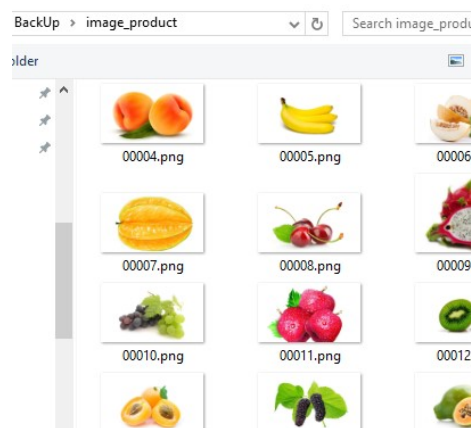 BackUp > image_product
Search image_produ
older
00004.png
00005.png
00006
00007.png
00008.png
00009
00010.png
00011.png
00012